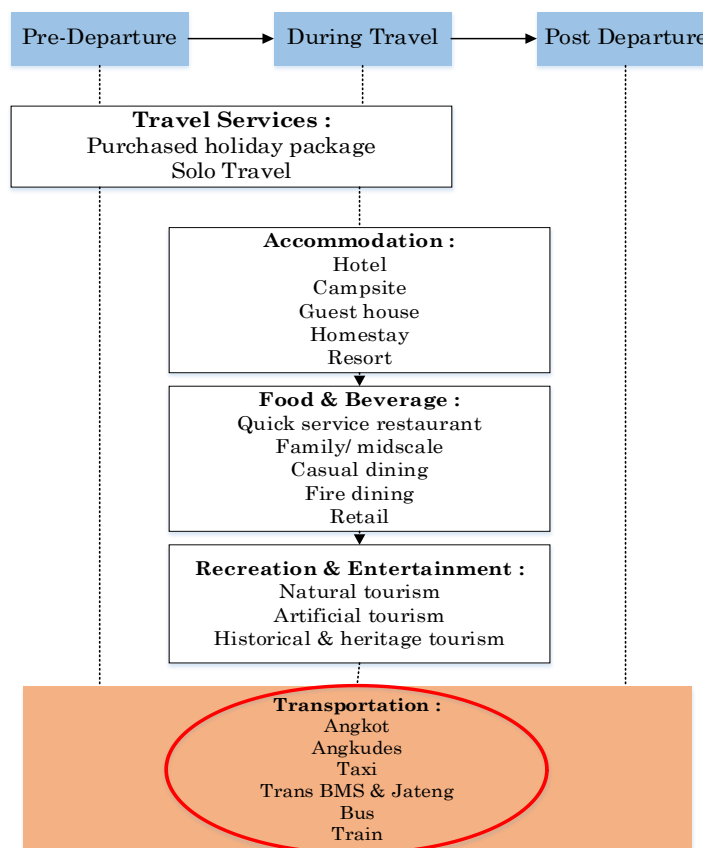 Pre-Departure
During Travel
Post Departure
Travel Services :
Purchased holiday package
Solo Travel
Accommodation :
Hotel
Campsite
Guest house
Homestay
Resort
Food & Beverage :
Quick service restaurant
Family/ midscale
Casual dining
Fire dining
Retail
Recreation & Entertainment :
Natural tourism
Artificial tourism
Historical & heritage tourism
Transportation :
Angkot
Angkudes
Taxi
Trans BMS & Jateng
Bus
Train